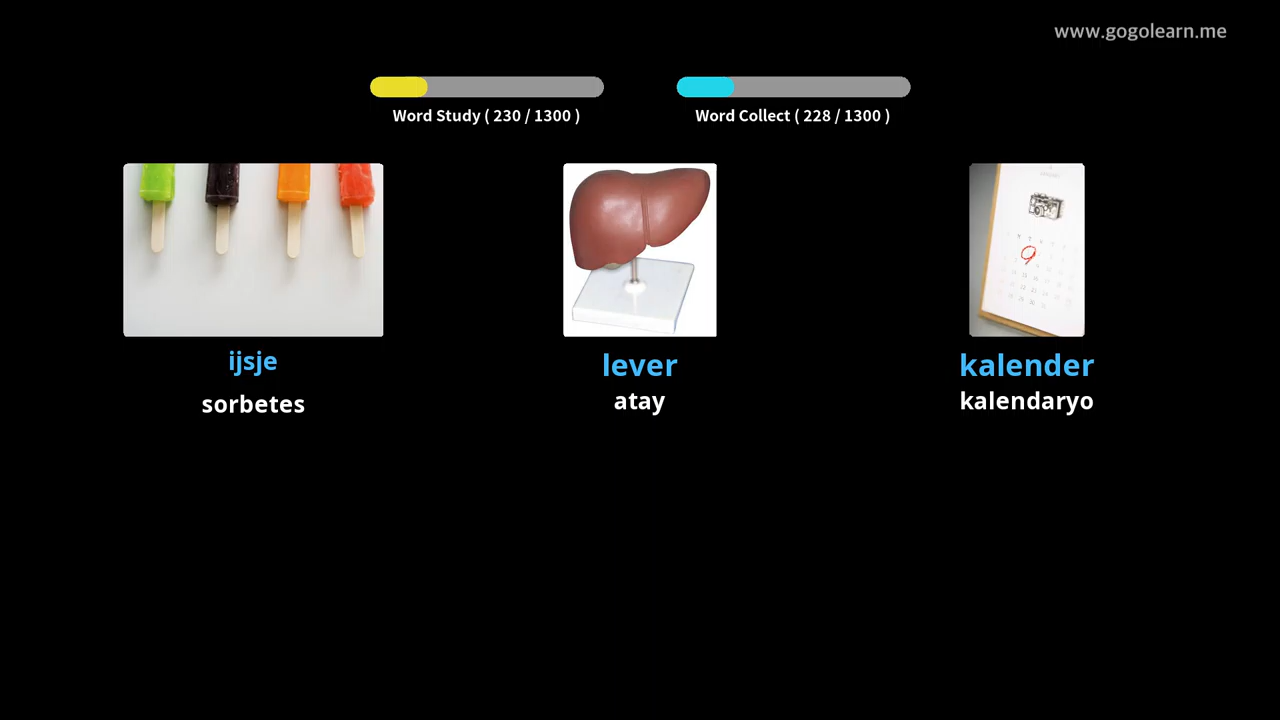 www.gogolearn.me
Word Study ( 230 / 1300 )
Word Collect ( 228 / 1300 )
ijsje
lever
kalender
sorbetes
atay
kalendaryo